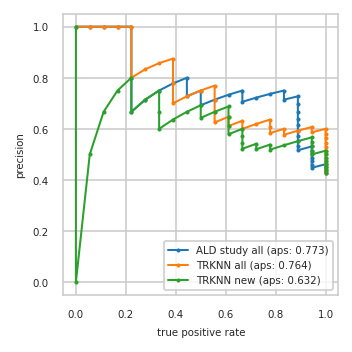 1.0
0.8
0.6
0.4
0.2
0.0
precision
ALD study all (aps: 0.773)
TRKNN all (aps: 0.764)
TRKNN new (aps: 0.632)
0.0 0.2 0.4 0.6 0.8 1.0
true positive rate